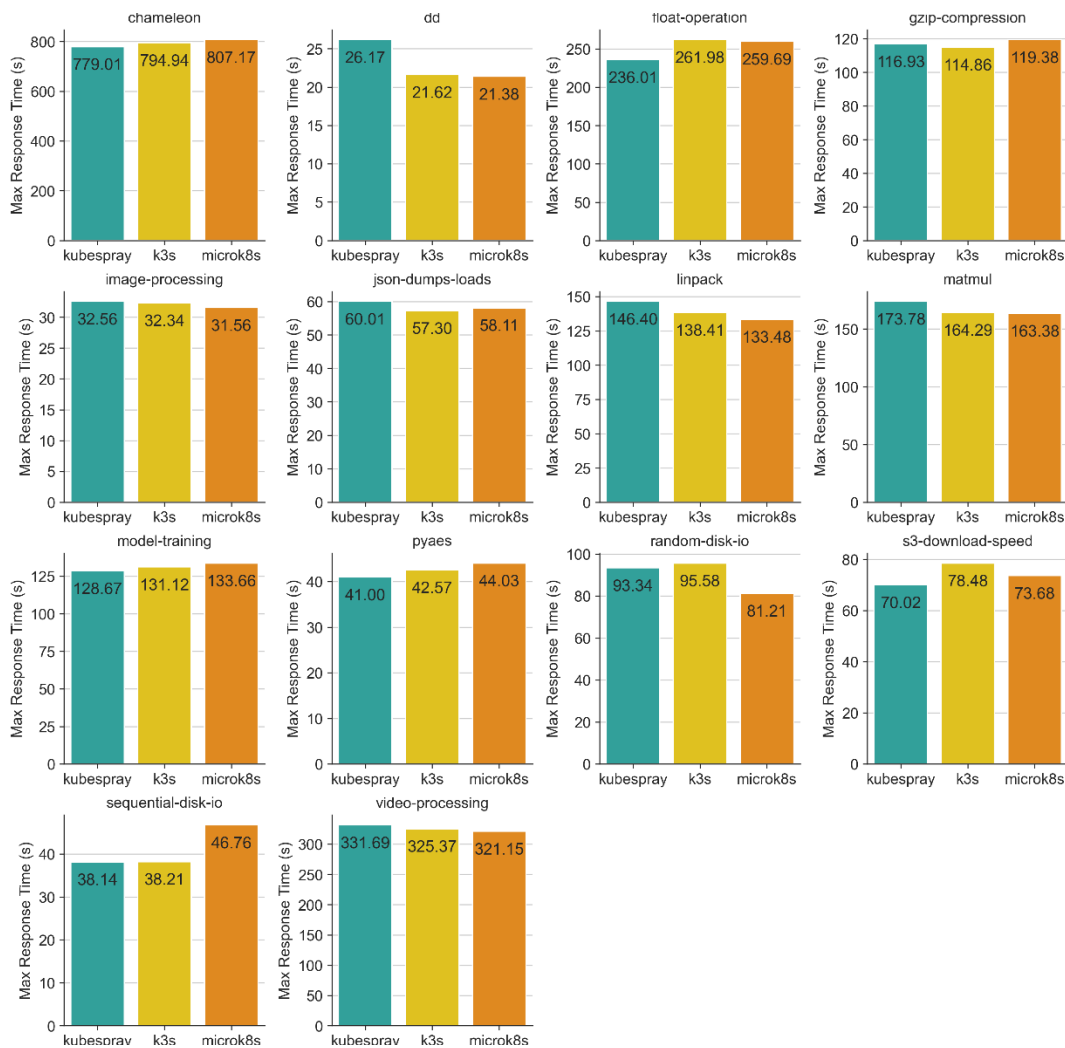 chameleon
Max Response Time (s)
800
600
400
200
0
779.01
794.94
807.17
kubespray
k3s
microk8s
dd
Max Response Time (s)
25
20
15
10
5
0
26.17
21.62
21.38
kubespray
k3s
microk8s
float-operation
Max Response Time (s)
250
200
150
100
50
0
236.01
261.98
259.69
kubespray
k3s
microk8s
gzip-compression
Max Response Time (s)
120
100
80
60
40
20
0
116.93
114.86
119.38
kubespray
k3s
microk8s
image-processing
Max Response Time (s)
30
25
20
15
10
5
0
32.56
32.34
31.56
kubespray
k3s
microk8s
json-dumps-loads
Max Response Time (s)
60
50
40
30
20
10
0
60.01
57.30
58.11
kubespray
k3s
microk8s
linpack
Max Response Time (s)
150
125
100
75
50
25
0
146.40
138.41
133.48
kubespray
k3s
microk8s
matmul
Max Response Time (s)
150
100
50
0
173.78
164.29
163.38
kubespray
k3s
microk8s
model-training
Max Response Time (s)
125
100
75
50
25
0
128.67
131.12
133.66
kubespray
k3s
microk8s
pyaes
Max Response Time (s)
40
30
20
10
0
41.00
42.57
44.03
kubespray
k3s
microk8s
random-disk-io
Max Response Time (s)
100
80
60
40
20
0
93.34
95.58
81.21
kubespray
k3s
microk8s
s3-download-speed
Max Response Time (s)
80
60
40
20
0
70.02
78.48
73.68
kubespray
k3s
microk8s
sequential-disk-io
Max Response Time (s)
40
30
20
10
0
38.14
38.21
46.76
kubespray
k3s
microk8s
video-processing
Max Response Time (s)
300
250
200
150
100
50
0
331.69
325.37
321.15
kubespray
k3s
microk8s